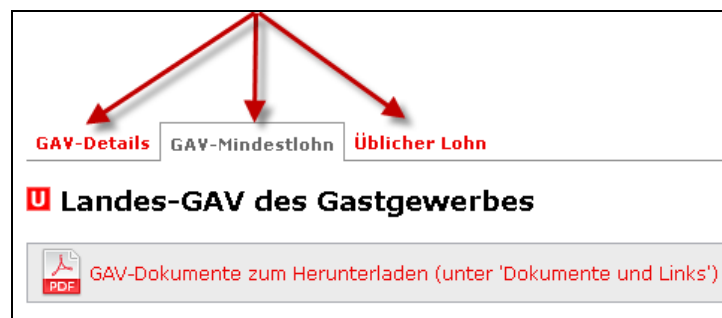 GAV-Details GAV-Mindestlohn Üblicher Lohn
U Landes-GAV des Gastgewerbes
PDF GAV-Dokumente zum Herunterladen (unter 'Dokumente und Links')